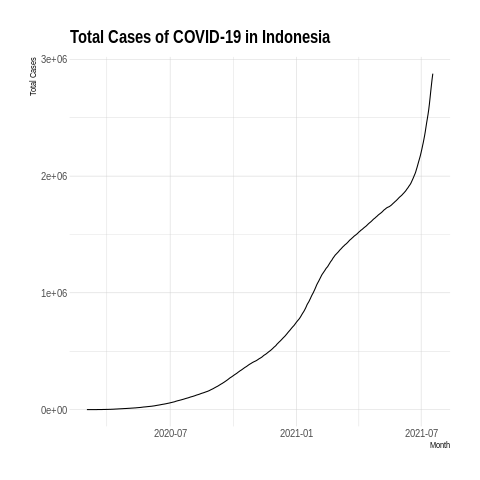 Total Cases of COVID-19 in Indonesia
Total Cases
3e+06
2e+06
1e+06
0e+00
2020-07 2021-01 2021-07
Month